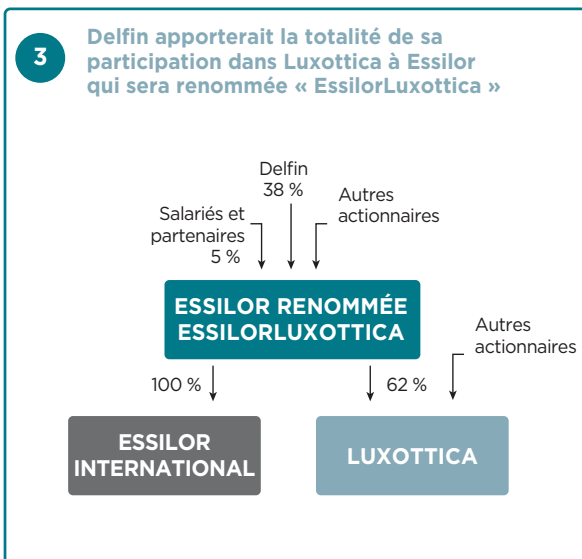 3
Delfin apporterait la totalité de sa
participation dans Luxottica à Essilor
qui sera renommée « EssilorLuxottica »
Delfin
38 %
Salariés et
partenaires
5 %
Autres
actionnaires
ESSILOR RENOMMÉE
ESSILORLUXOTTICA
Autres
actionnaires
100 %
62 %
ESSILOR
INTERNATIONAL
LUXOTTICA